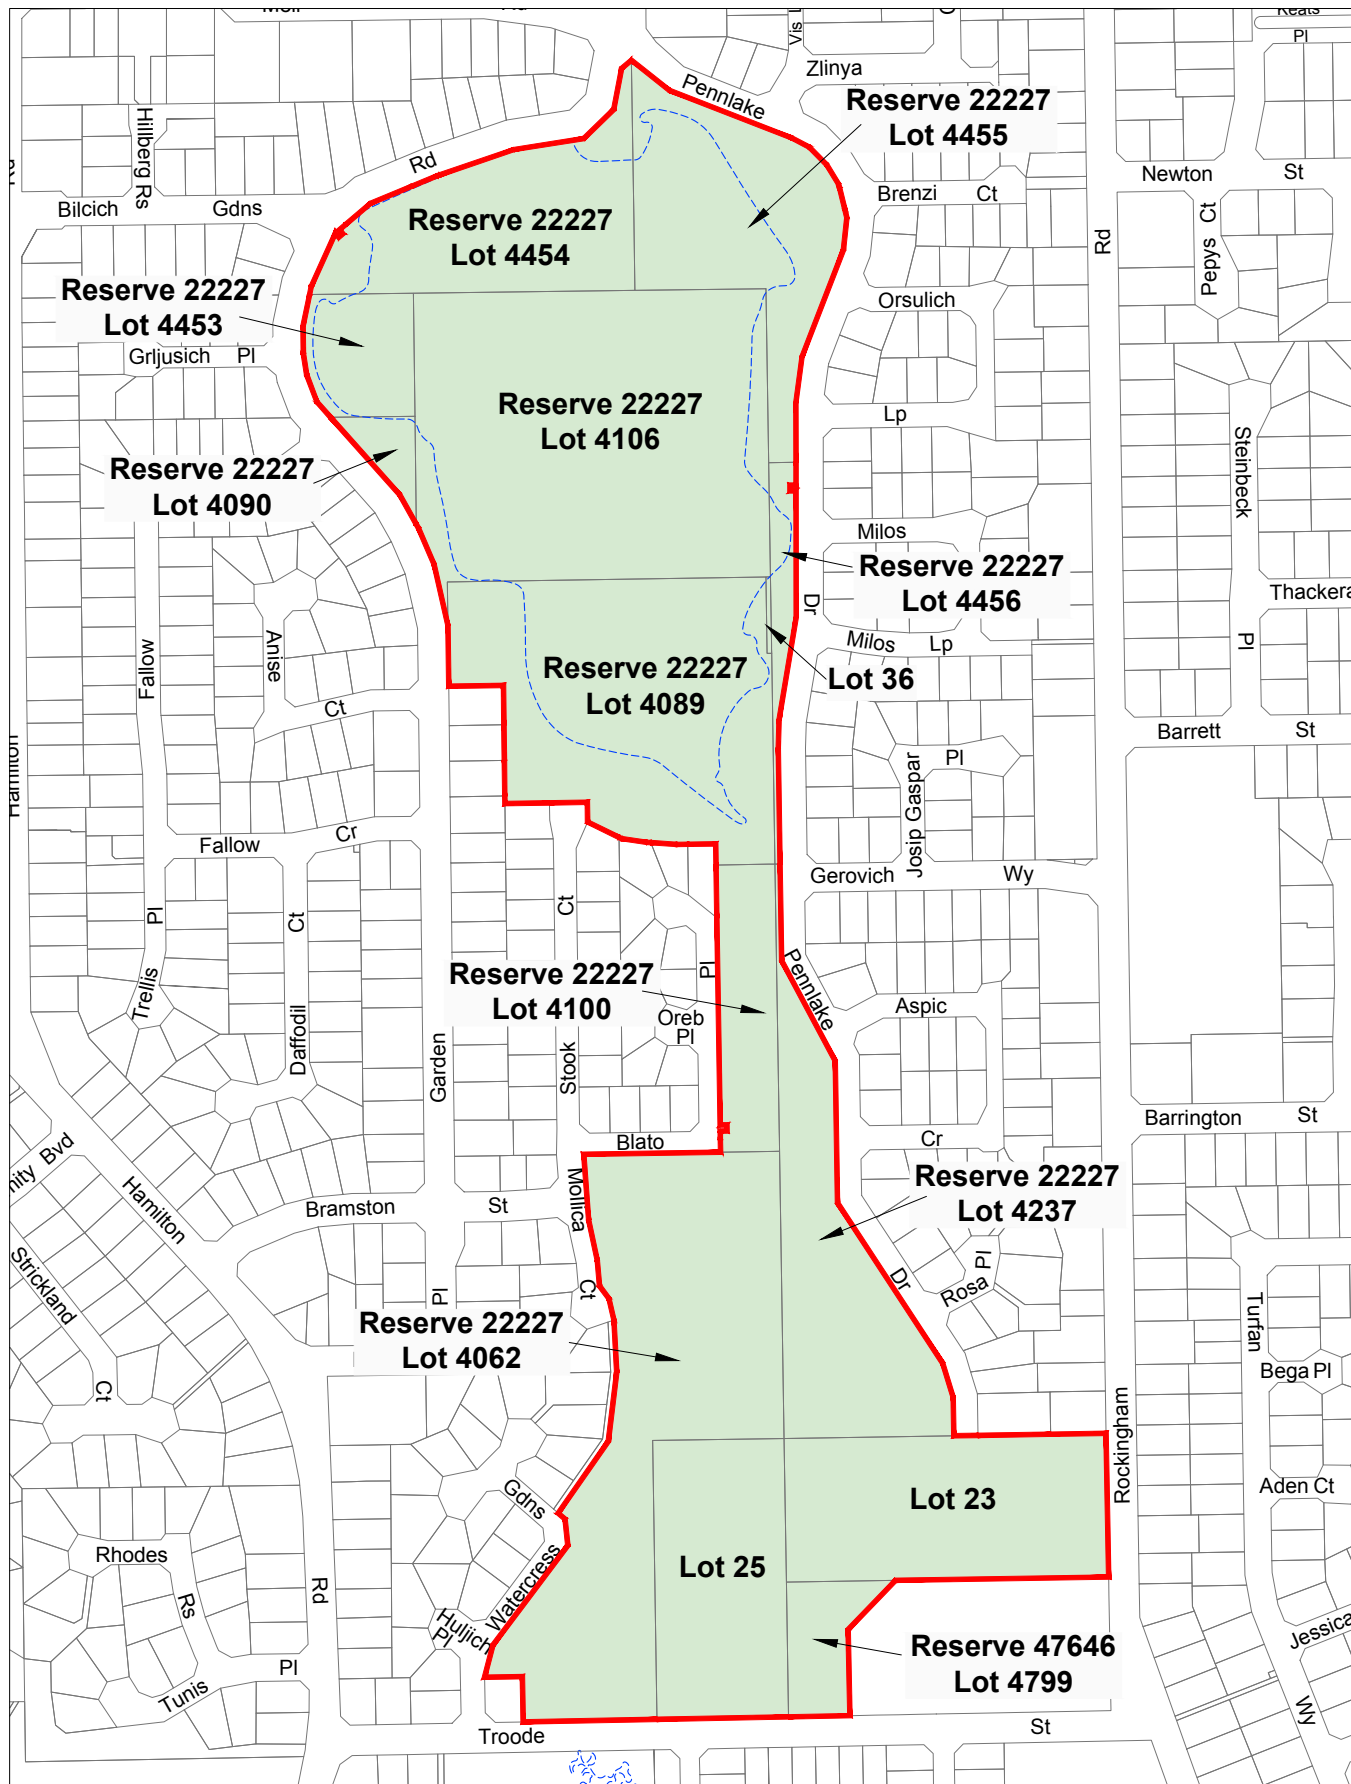 Keats
Pl
Zlinya
Pennlake
Reserve 22227
Lot 4455
Hillberg Rs
Rd
Newton
St
Brenzi
Ct
Bilcich
Gdns
Reserve 22227
Lot 4454
Pepys
Ct
Rd
Reserve 22227
Lot 4453
Orsulich
Grljusich
Pl
Reserve 22227
Lot 4106
Lp
Steinbeck
Reserve 22227
Lot 4090
Milos
Reserve 22227
Lot 4456
Dr
Milos
Lp
Fallow
Anise
Pl
Reserve 22227
Lot 4089
Lot 36
Ct
Barrett
St
Hamilton
Pl
Josip Gaspar
Fallow
Cr
Gerovich
Wy
Pl
Ct
Ct
Reserve 22227
Lot 4100
Pl
Pennlake
Trellis
Daffodil
Oreb
Pl
Aspic
Garden
Stook
Barrington
St
Blato
Cr
Bvd
Hamilton
Reserve 22227
Lot 4237
Bramston
St
Mollica
Strickland
Pl
Rosa
Dr
Ct
Pl
Turfan
Reserve 22227
Lot 4062
Ct
Bega Pl
Rockingham
Gdns
Lot 23
Aden Ct
Rhodes
Watercress
Lot 25
Rd
Rs
Huljich
Pl
Jessica
Reserve 47646
Lot 4799
Pl
Tunis
Wy
Troode
St